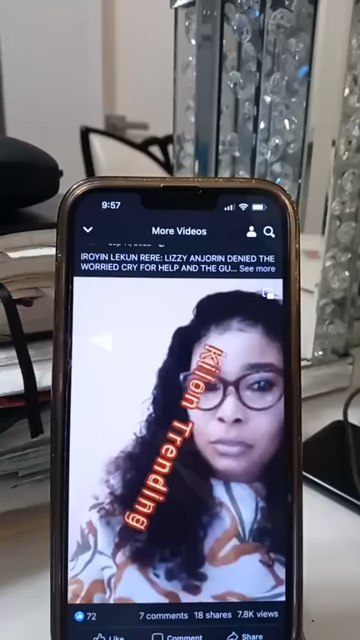 9:57
More Videos
IROYIN LEKUN RERE: LIZZY ANJORIN DENIED THE
WORRIED CRY FOR HELP AND THE GU... See more
Kilon Trending
72
7 comments 18 shares 7.8K views
Like
Comment
Share